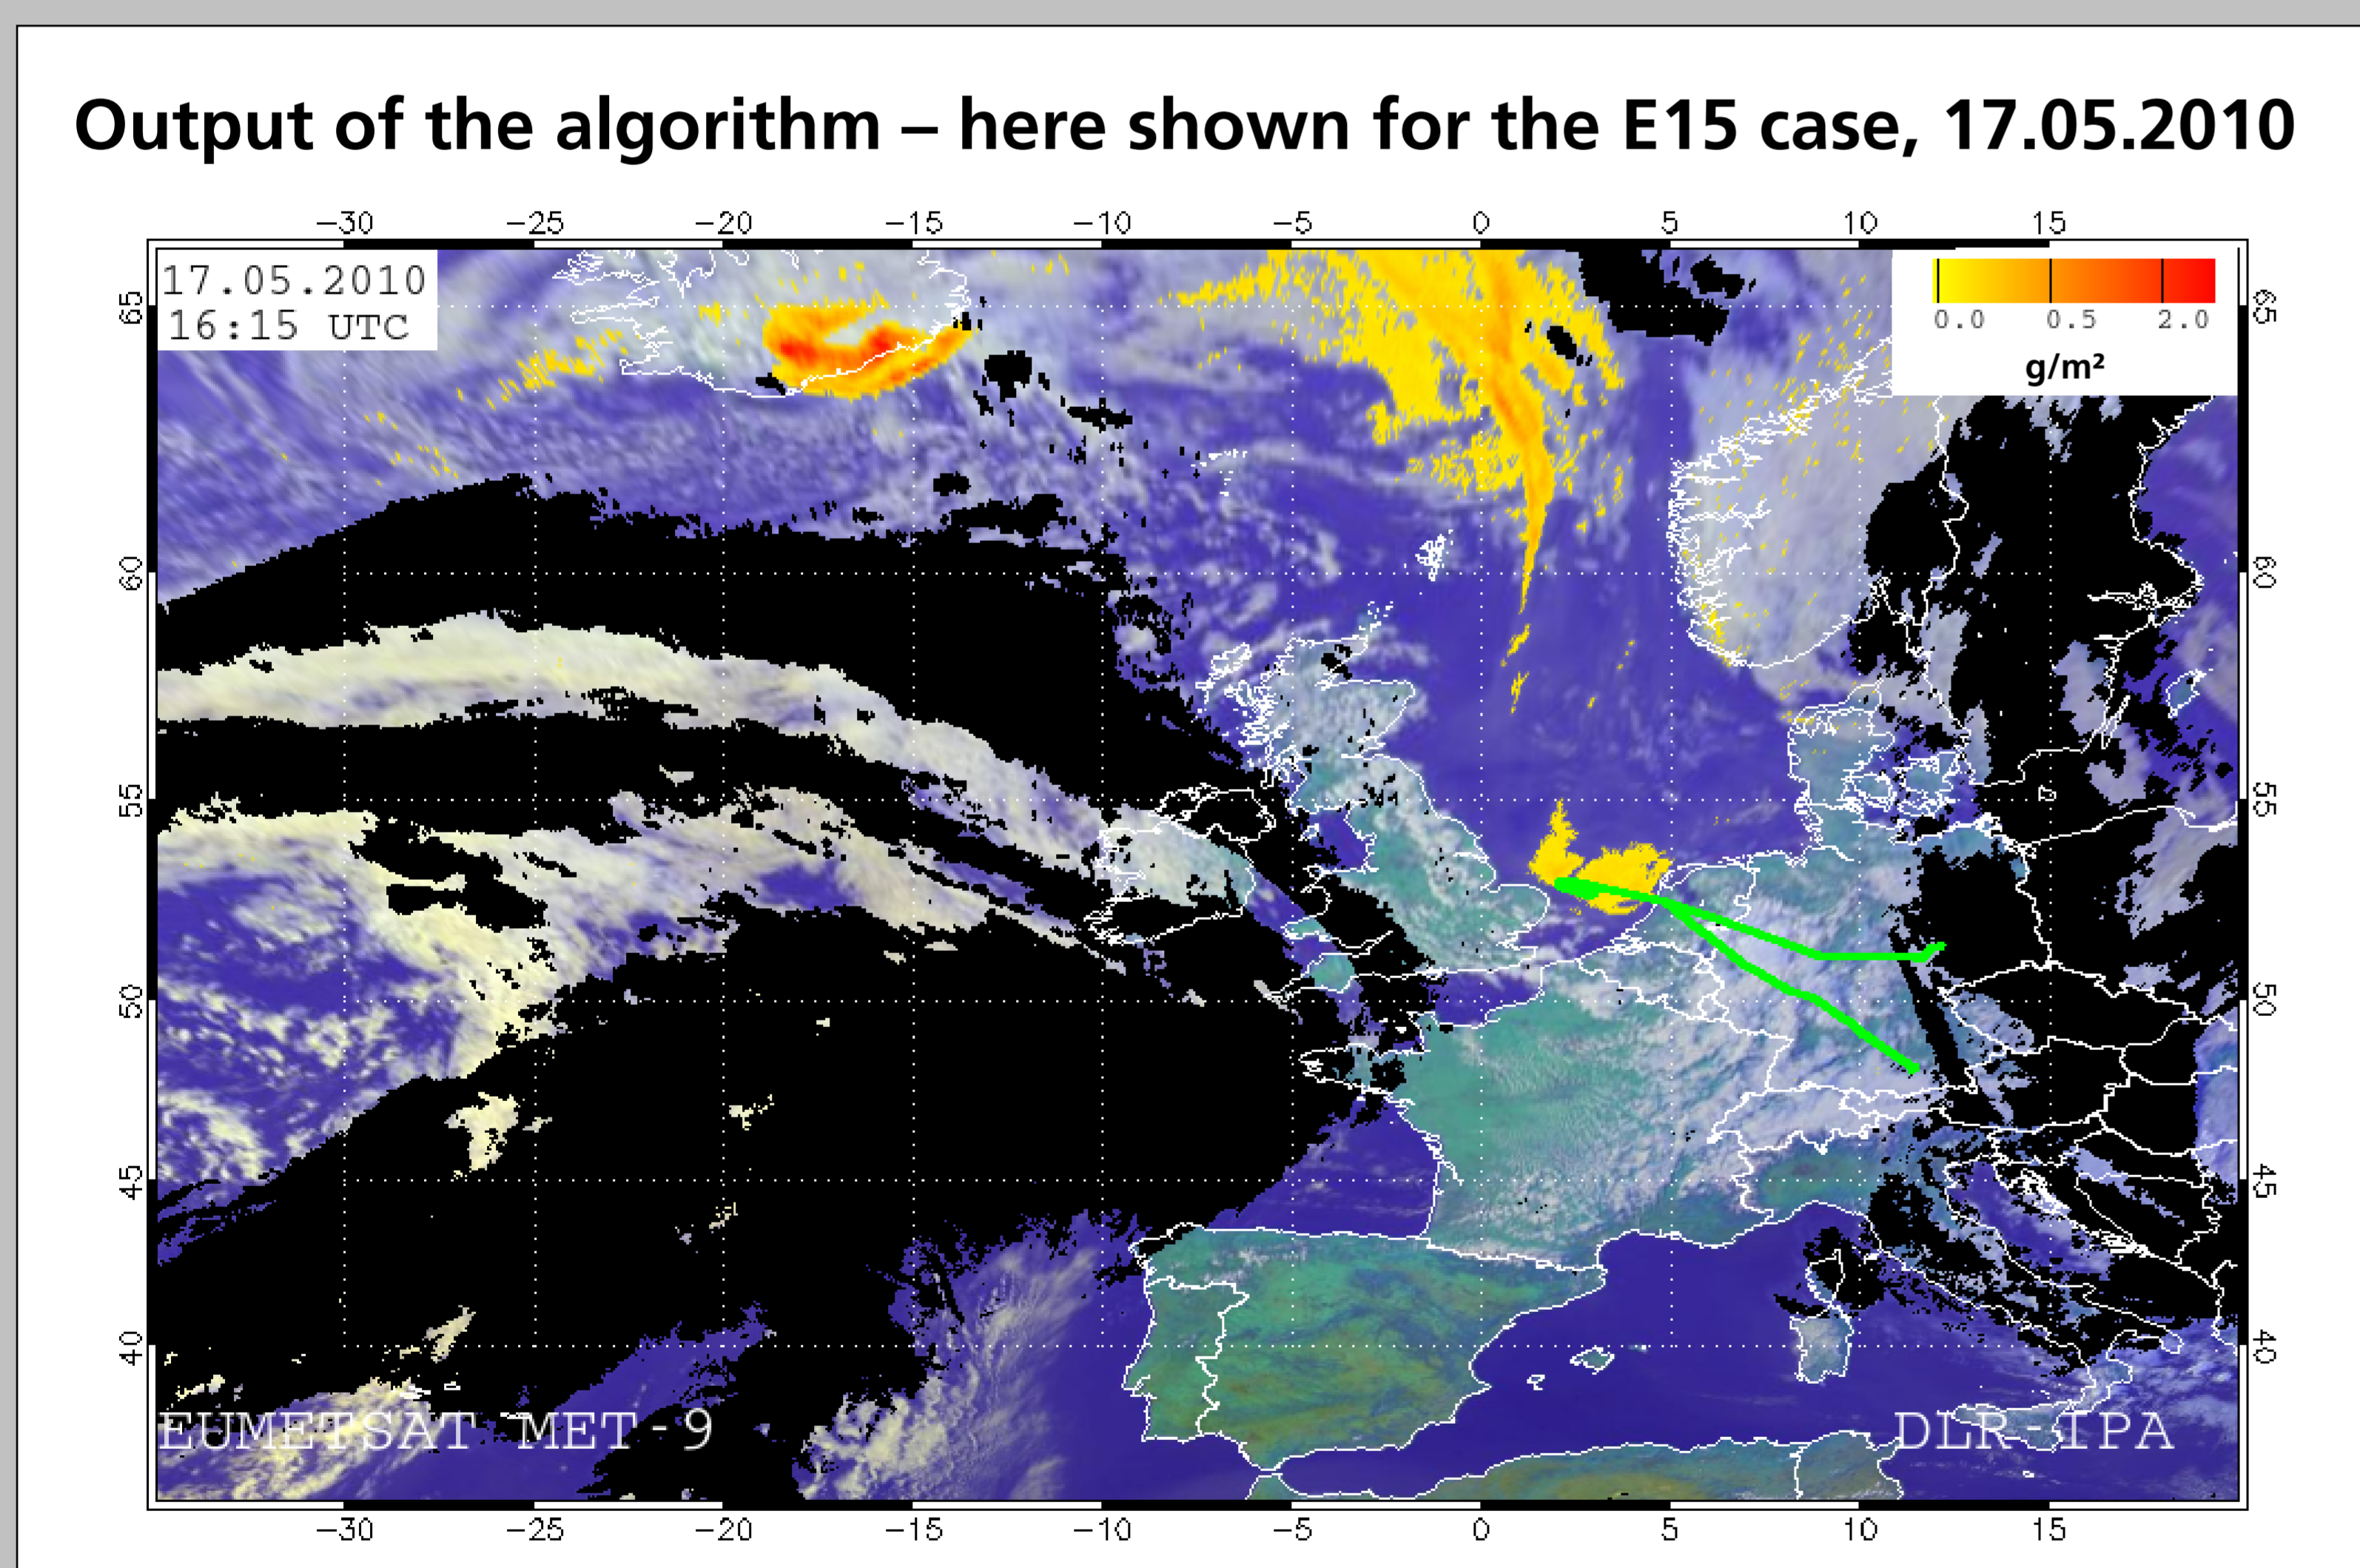 Output of the algorithm – here shown for the E15 case, 17.05.2010
−30 −25 −20 −15 −10 −5 0 5 10 15
17.05.2010
16:15 UTC
0.0 0.5 2.0
g/m²
65 65
60 60
55 55
50 50
45 45
40 40
EUMETSAT MET-9 DLR-IPA
−30 −25 −20 −15 −10 −5 0 5 10 15